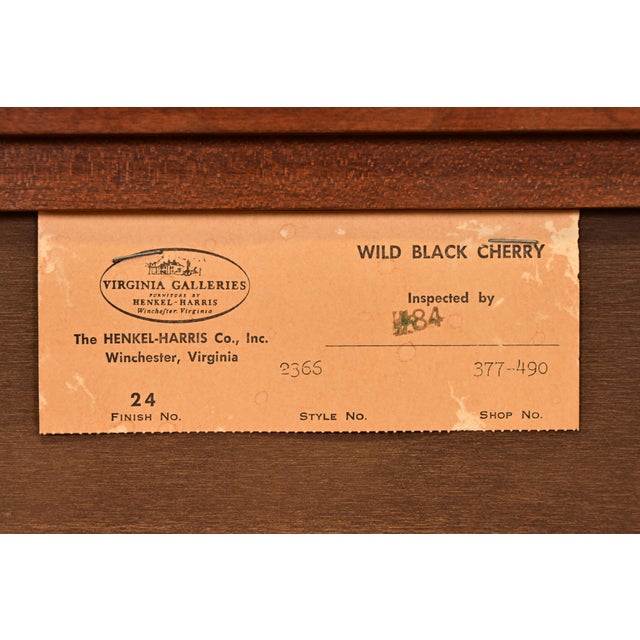 VIRGINIA GALLERIES
FURNITURE BY
HENKEL-HARRIS
Winchester, Virginia
The HENKEL-HARRIS Co., Inc.
Winchester, Virginia
WILD BLACK CHERRY
Inspected by
#84
2366 377-490
24
FINISH NO. STYLE NO. SHOP NO.